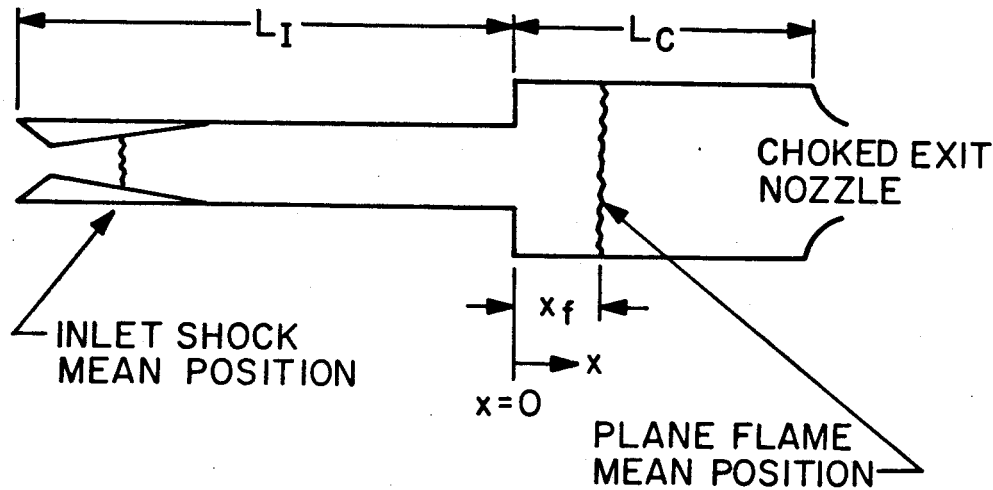 L_I
L_C
CHOKED EXIT
NOZZLE
x_f
INLET SHOCK
MEAN POSITION
x
x=0
PLANE FLAME
MEAN POSITION